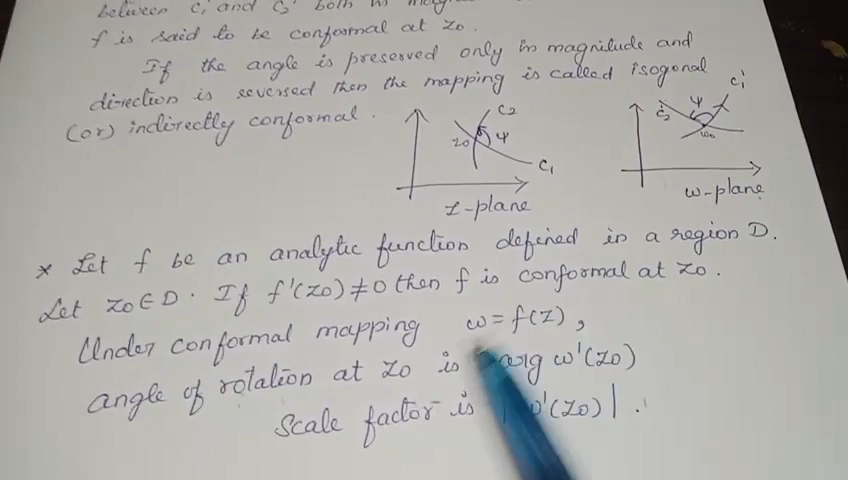 between C₁ and C₂ both in
f is said to be conformal at z₀.
If the angle is preserved only in magnitude and
direction is reversed then the mapping is called isogonal
(or) indirectly conformal.
C₂
z₀ ψ
C₁
z-plane
C₁'
C₂' ψ
w₀
w-plane
* Let f be an analytic function defined in a region D.
Let z₀ ∈ D. If f'(z₀) ≠ 0 then f is conformal at z₀.
Under conformal mapping w = f(z),
angle of rotation at z₀ is arg w'(z₀)
Scale factor is |w'(z₀)|.